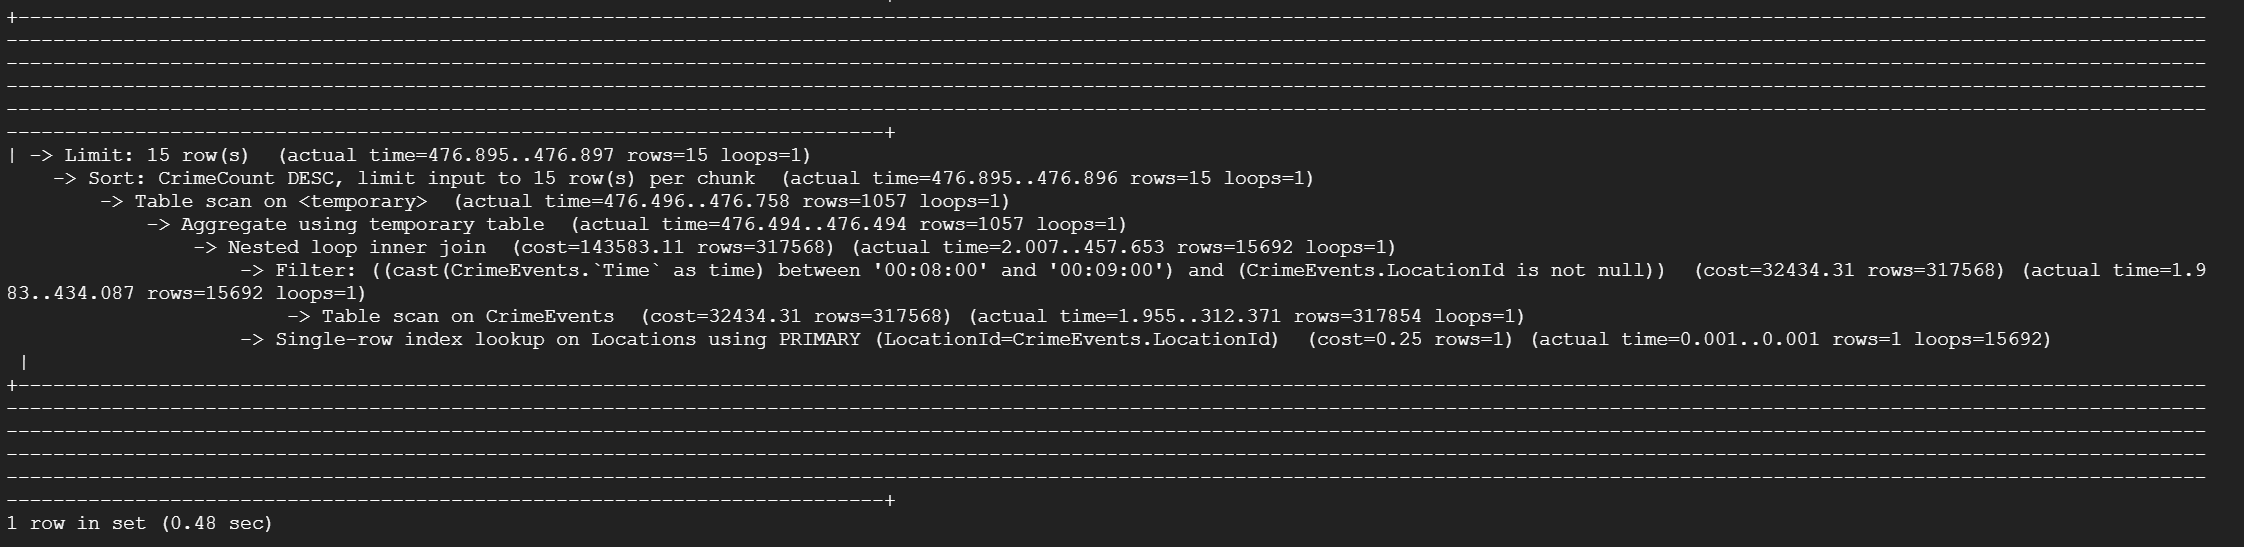 | -> Limit: 15 row(s)  (actual time=476.895..476.897 rows=15 loops=1)
    -> Sort: CrimeCount DESC, limit input to 15 row(s) per chunk  (actual time=476.895..476.896 rows=15 loops=1)
        -> Table scan on <temporary>  (actual time=476.496..476.758 rows=1057 loops=1)
            -> Aggregate using temporary table  (actual time=476.494..476.494 rows=1057 loops=1)
                -> Nested loop inner join  (cost=143583.11 rows=317568) (actual time=2.007..457.653 rows=15692 loops=1)
                    -> Filter: ((cast(CrimeEvents.`Time` as time) between '00:08:00' and '00:09:00') and (CrimeEvents.LocationId is not null))  (cost=32434.31 rows=317568) (actual time=1.9
83..434.087 rows=15692 loops=1)
                        -> Table scan on CrimeEvents  (cost=32434.31 rows=317568) (actual time=1.955..312.371 rows=317854 loops=1)
                    -> Single-row index lookup on Locations using PRIMARY (LocationId=CrimeEvents.LocationId)  (cost=0.25 rows=1) (actual time=0.001..0.001 rows=1 loops=15692)
 |
1 row in set (0.48 sec)